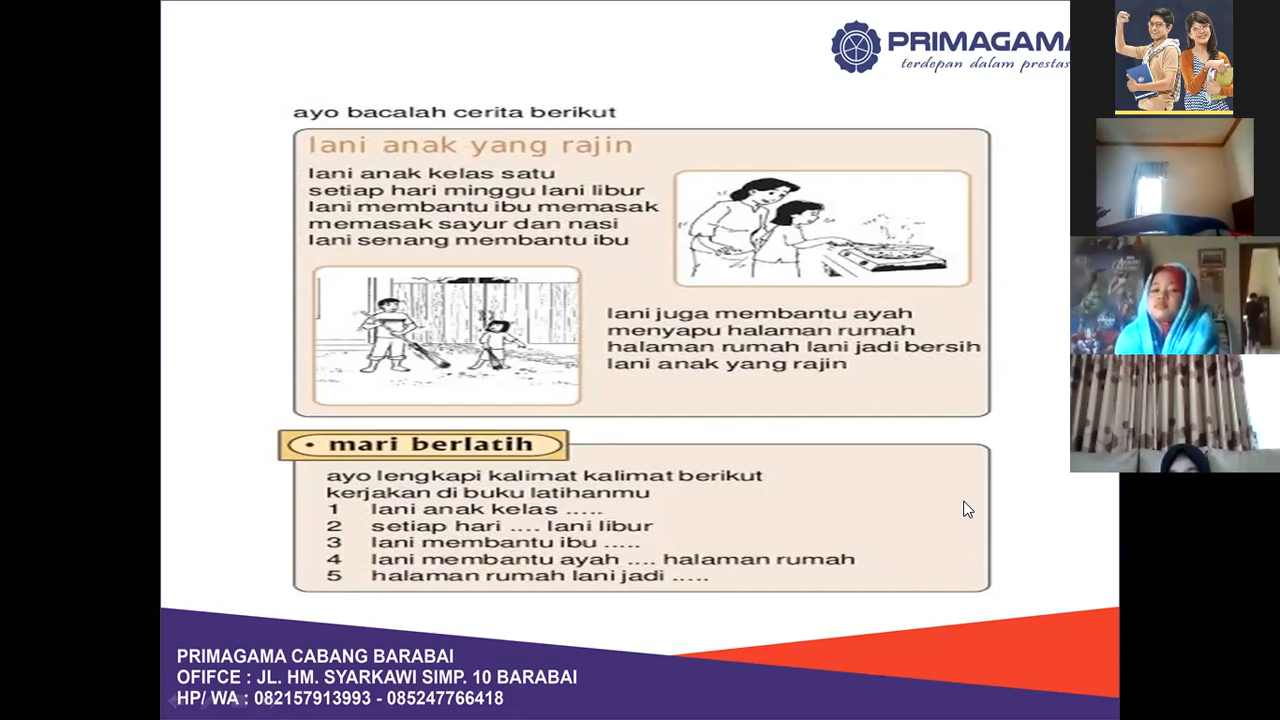 PRIMAGAMA
terdepan dalam prestas
ayo bacalah cerita berikut
lani anak yang rajin
lani anak kelas satu
setiap hari minggu lani libur
lani membantu ibu memasak
memasak sayur dan nasi
lani senang membantu ibu
lani juga membantu ayah
menyapu halaman rumah
halaman rumah lani jadi bersih
lani anak yang rajin
• mari berlatih
ayo lengkapi kalimat kalimat berikut
kerjakan di buku latihanmu
1 lani anak kelas .....
2 setiap hari .... lani libur
3 lani membantu ibu .....
4 lani membantu ayah .... halaman rumah
5 halaman rumah lani jadi .....
PRIMAGAMA CABANG BARABAI
OFIFCE : JL. HM. SYARKAWI SIMP. 10 BARABAI
HP/ WA : 082157913993 - 085247766418